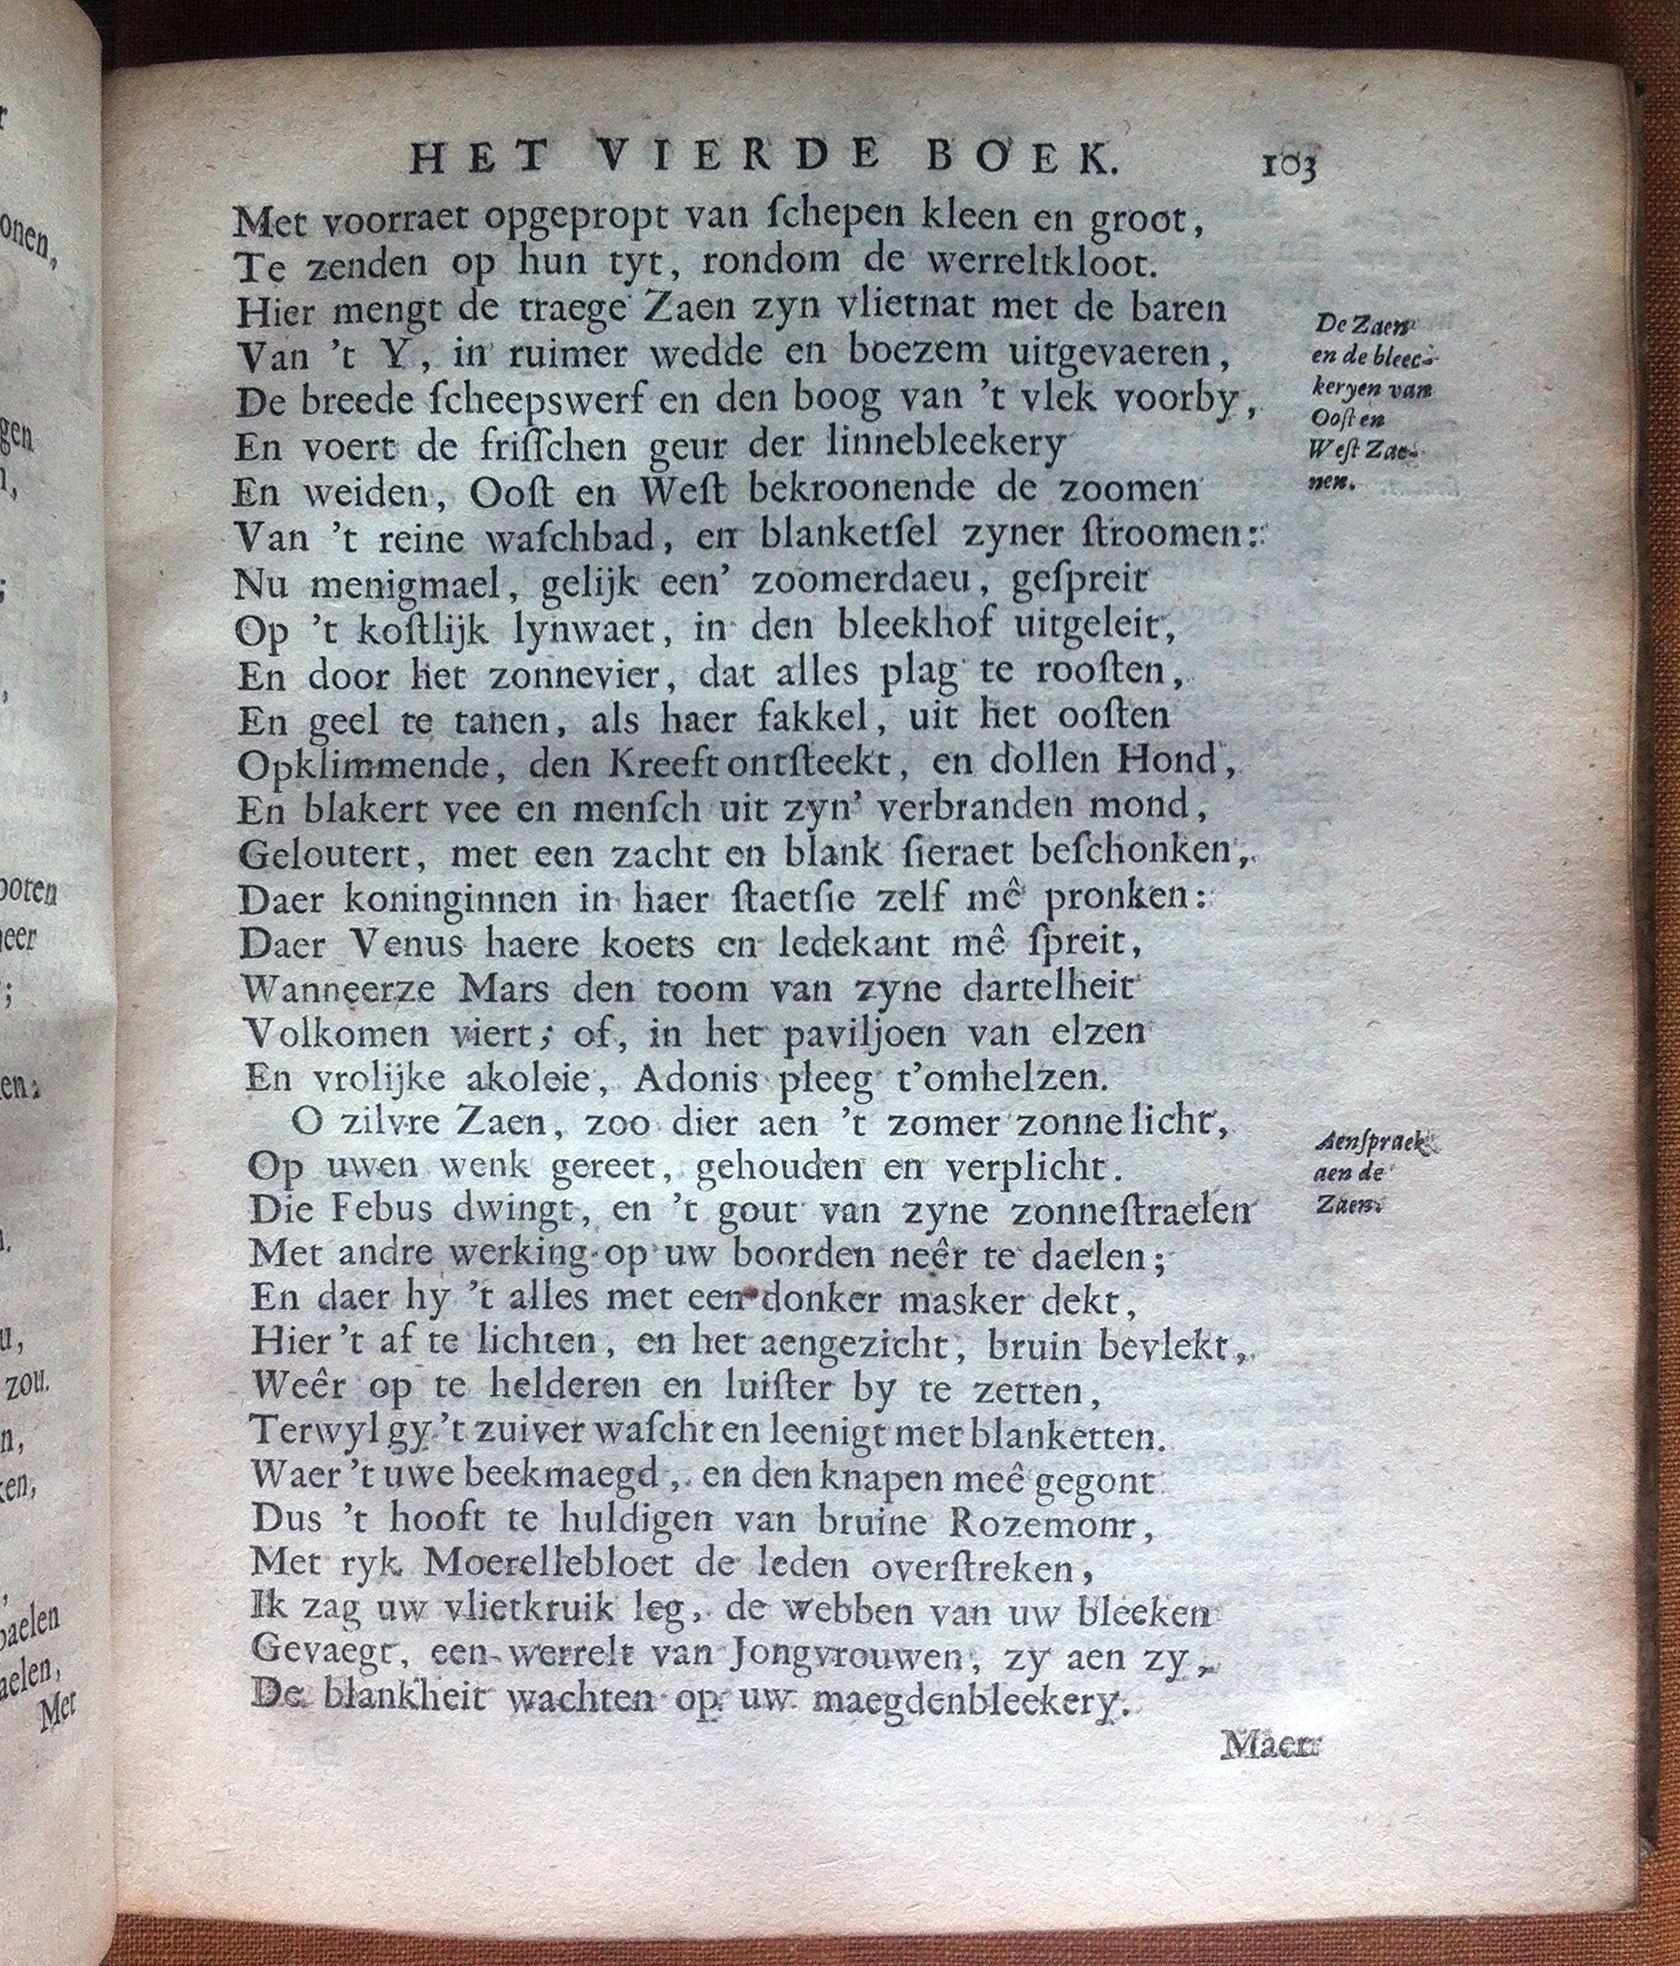 onen,
gen
boten
neer
;
en:
u,
zou.
n,
ken,
paelen
aelen,
Met
HET VIERDE BOEK. 103
Met voorraet opgepropt van ſchepen kleen en groot,
Te zenden op hun tyt, rondom de werreltkloot.
Hier mengt de traege Zaen zyn vlietnat met de baren
Van 't Y, in ruimer wedde en boezem uitgevaeren,
De breede ſcheepswerf en den boog van 't vlek voorby,
En voert de friſſchen geur der linnebleekery
En weiden, Ooſt en Weſt bekroonende de zoomen
Van 't reine waſchbad, en blanketſel zyner ſtroomen:
Nu menigmael, gelijk een' zoomerdaeu, geſpreit
Op 't koſtlijk lynwaet, in den bleekhof uitgeleit,
En door het zonnevier, dat alles plag te rooſten,
En geel te tanen, als haer fakkel, uit het ooſten
Opklimmende, den Kreeft ontſteekt, en dollen Hond,
En blakert vee en menſch uit zyn' verbranden mond,
Geloutert, met een zacht en blank ſieraet beſchonken,
Daer koninginnen in haer ſtaetſie zelf mê pronken:
Daer Venus haere koets en ledekant mê ſpreit,
Wanneerze Mars den toom van zyne dartelheit
Volkomen viert; of, in het paviljoen van elzen
En vrolijke akoleie, Adonis pleeg t'omhelzen.
O zilvre Zaen, zoo dier aen 't zomer zonnelicht,
Op uwen wenk gereet, gehouden en verplicht.
Die Febus dwingt, en 't gout van zyne zonneſtraelen
Met andre werking op uw boorden neêr te daelen;
En daer hy 't alles met een donker masker dekt,
Hier 't af te lichten, en het aengezicht, bruin bevlekt,
Weêr op te helderen en luiſter by te zetten,
Terwyl gy 't zuiver waſcht en leenigt met blanketten.
Waer 't uwe beekmaegd, en den knapen meê gegont
Dus 't hooft te huldigen van bruine Rozemont,
Met ryk Moerellebloet de leden overſtreken,
Ik zag uw vlietkruik leg, de webben van uw bleeken
Gevaegt, een werrelt van Jongvrouwen, zy aen zy,
De blankheit wachten op uw maegdenbleekery.
Maer
De Zaen
en de bleec-
keryen van
Ooſt en
Weſt Zae-
nen.
Aenſpraek
aen de
Zaen.